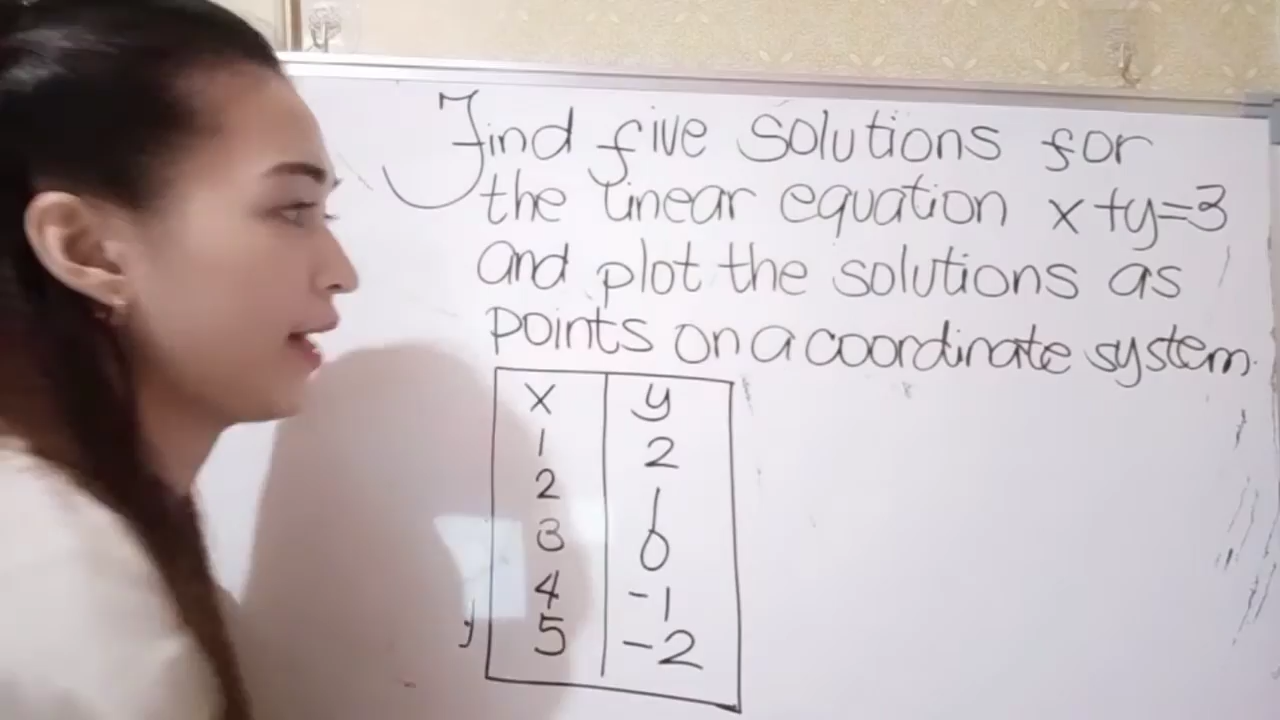 Find five solutions for
the linear equation x+y=3
and plot the solutions as
points on a coordinate system.
x y
1 2
2 1
3 0
4 -1
5 -2